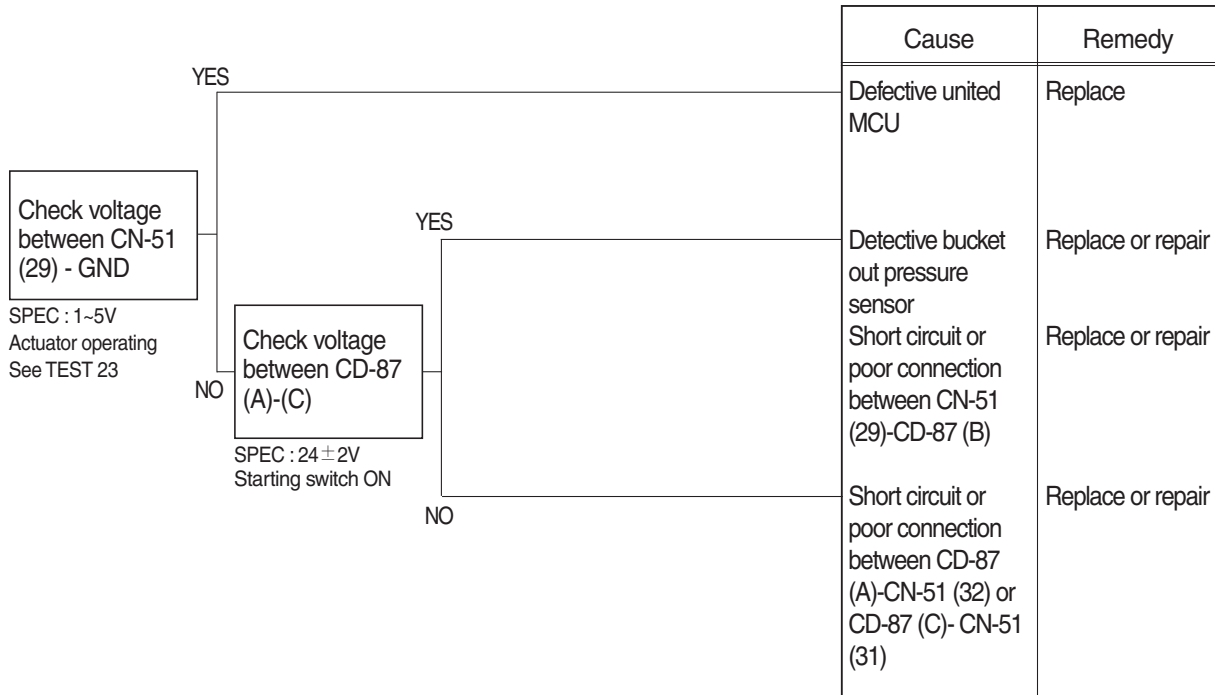 Cause
Remedy
YES
Defective united
MCU
Replace
Check voltage
between CN-51
(29) - GND
SPEC : 1~5V
Actuator operating
See TEST 23
YES
Detective bucket
out pressure
sensor
Replace or repair
NO
Check voltage
between CD-87
(A)-(C)
SPEC : 24±2V
Starting switch ON
Short circuit or
poor connection
between CN-51
(29)-CD-87 (B)
Replace or repair
NO
Short circuit or
poor connection
between CD-87
(A)-CN-51 (32) or
CD-87 (C)- CN-51
(31)
Replace or repair